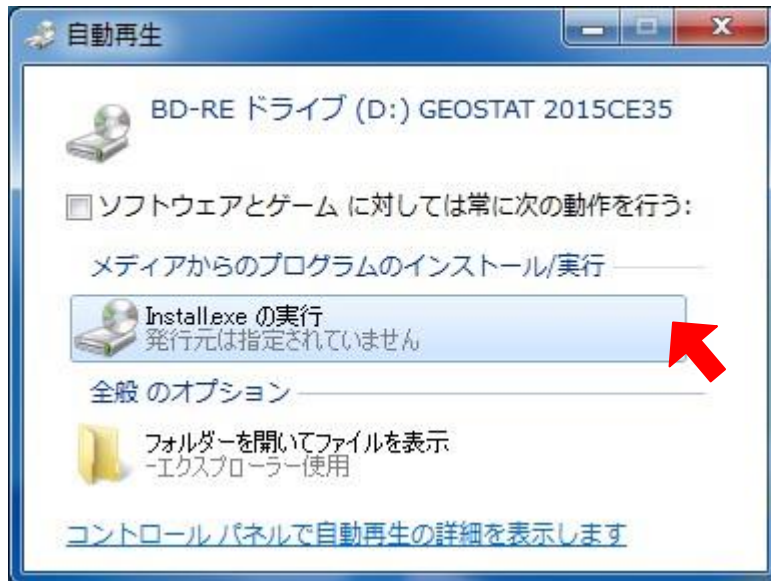 自動再生
BD-RE ドライブ (D:) GEOSTAT 2015CE35
ソフトウェアとゲーム に対しては常に次の動作を行う:
メディアからのプログラムのインストール/実行
Install.exe の実行
発行元は指定されていません
全般 のオプション
フォルダーを開いてファイルを表示
-エクスプローラー使用
コントロール パネルで自動再生の詳細を表示します